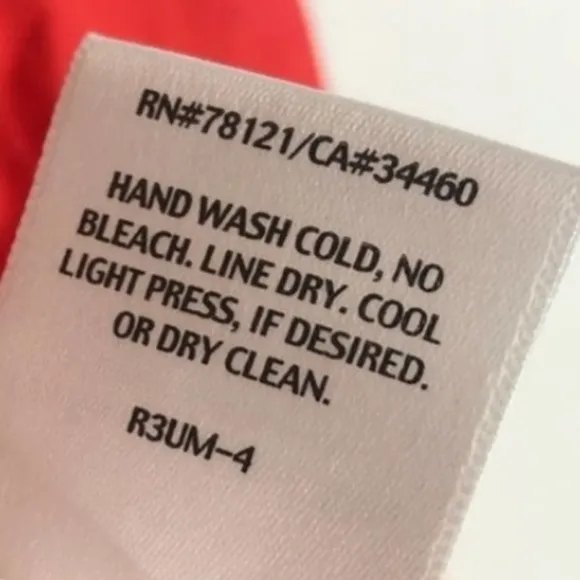 RN#78121/CA#34460
HAND WASH COLD, NO
BLEACH. LINE DRY. COOL
LIGHT PRESS, IF DESIRED.
OR DRY CLEAN.
R3UM-4